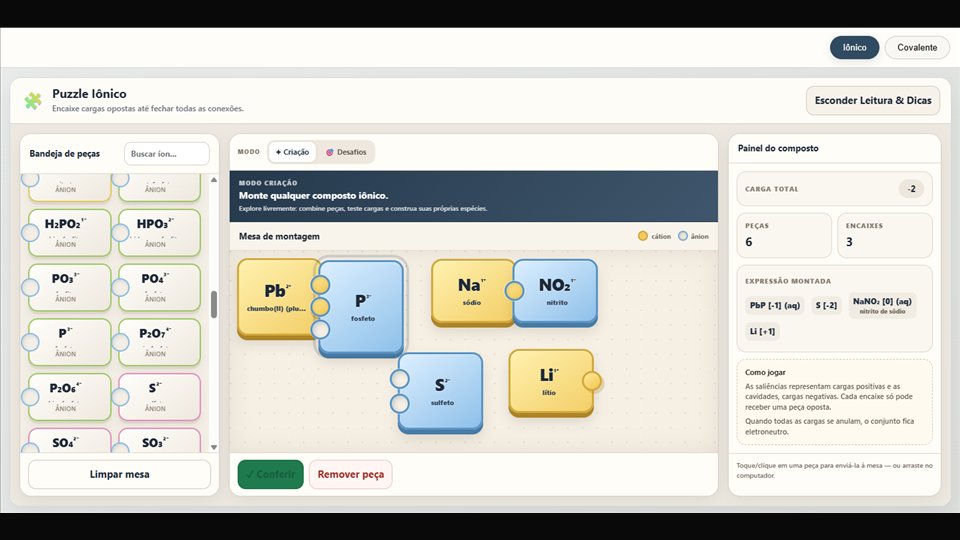 Iônico
Covalente
Puzzle Iônico
Encaixe cargas opostas até fechar todas as conexões.
Esconder Leitura & Dicas
Bandeja de peças
Buscar íon...
ÂNION
ÂNION
H₂PO₂¹⁻
ÂNION
HPO₃²⁻
ÂNION
PO₃³⁻
ÂNION
PO₄³⁻
ÂNION
P³⁻
ÂNION
P₂O₇⁴⁻
ÂNION
P₂O₆⁴⁻
ÂNION
S²⁻
ÂNION
SO₄²⁻
SO₃²⁻
Limpar mesa
MODO
✦ Criação
🎯 Desafios
MODO CRIAÇÃO
Monte qualquer composto iônico.
Explore livremente: combine peças, teste cargas e construa suas próprias espécies.
Mesa de montagem
cátion
ânion
Pb²⁺
chumbo(II) (plu...
P³⁻
fosfeto
Na¹⁺
sódio
NO₂¹⁻
nitrito
S²⁻
sulfeto
Li¹⁺
lítio
✓ Conferir
Remover peça
Painel do composto
CARGA TOTAL
-2
PEÇAS
6
ENCAIXES
3
EXPRESSÃO MONTADA
PbP [-1] (aq)
S [-2]
NaNO₂ [0] (aq)
nitrito de sódio
Li [+1]
Como jogar
As saliências representam cargas positivas e as
cavidades, cargas negativas. Cada encaixe só pode
receber uma peça oposta.
Quando todas as cargas se anulam, o conjunto fica
eletroneutro.
Toque/clique em uma peça para enviá-la à mesa — ou arraste no
computador.